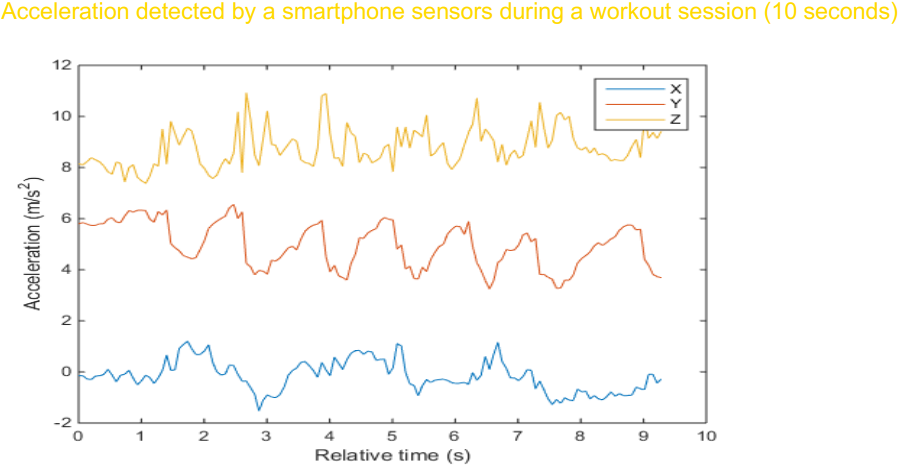 Acceleration detected by a smartphone sensors during a workout session (10 seconds)
12
10
8
6
4
2
0
-2
Acceleration (m/s²)
X
Y
Z
0 1 2 3 4 5 6 7 8 9 10
Relative time (s)